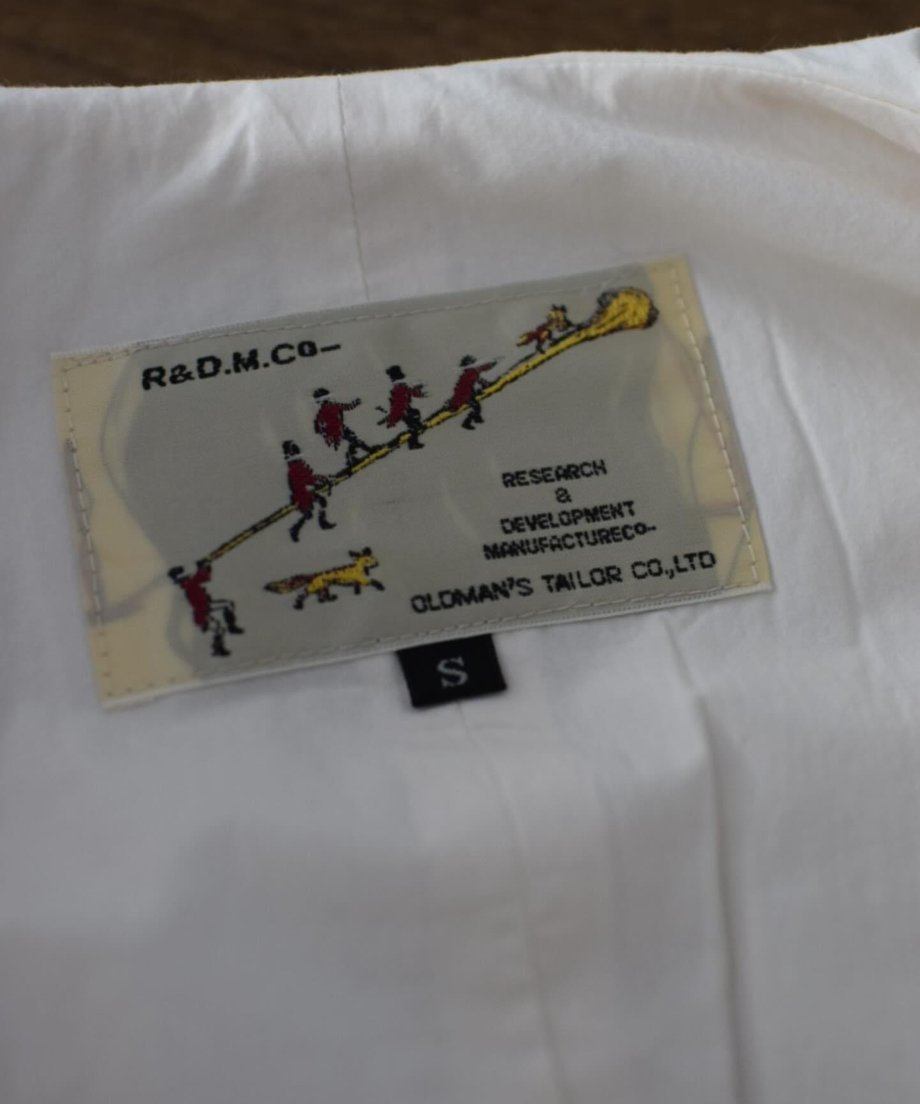 R&D.M.Co-
RESEARCH
&
DEVELOPMENT
MANUFACTURECO-
OLDMAN'S TAILOR CO.,LTD
S